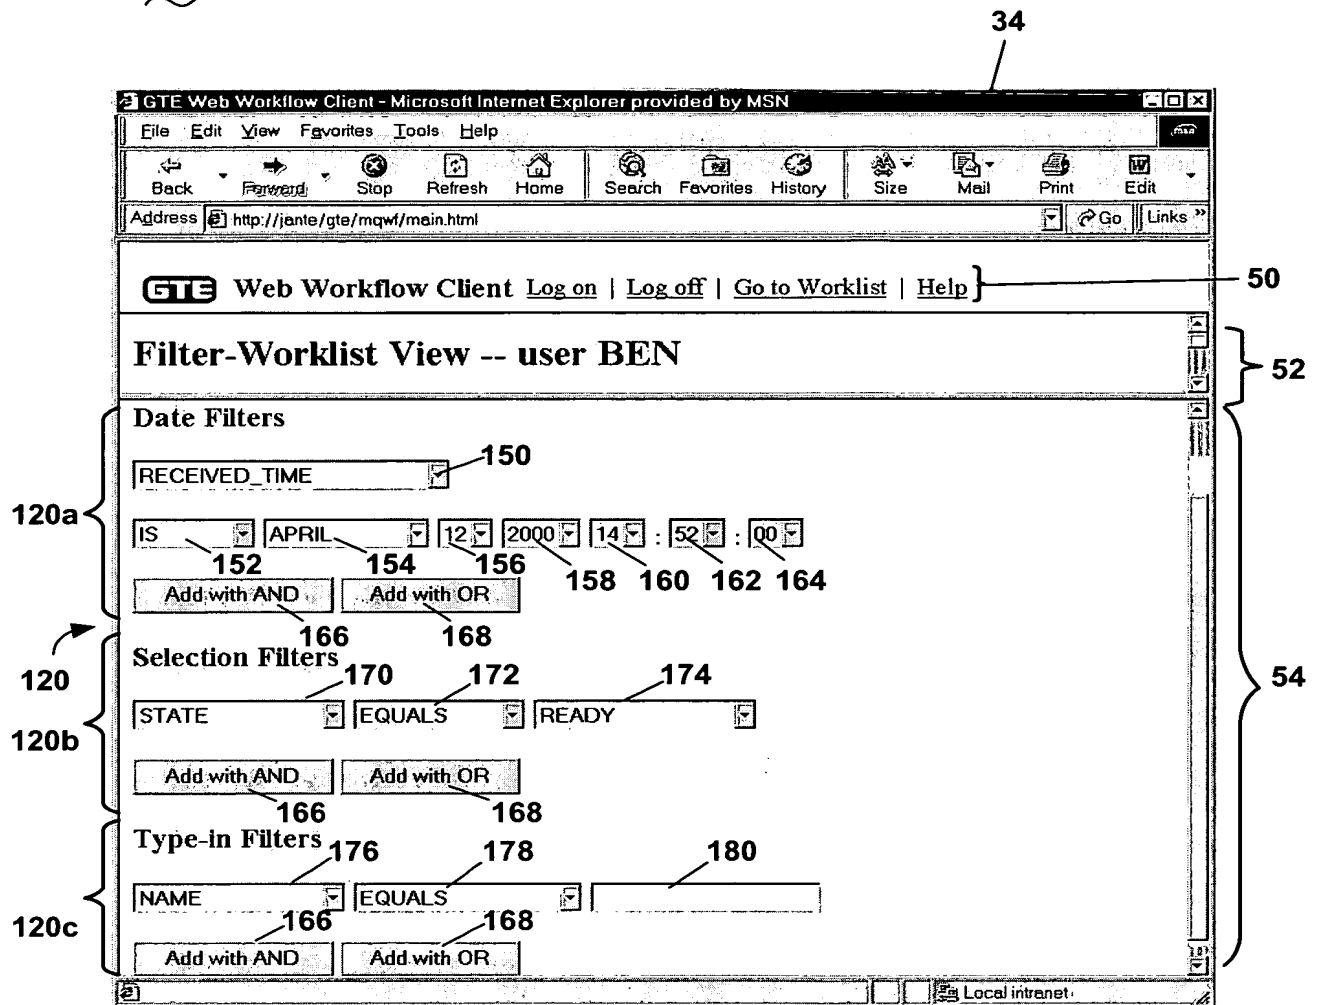 34
GTE Web Workflow Client - Microsoft Internet Explorer provided by MSN
File Edit View Favorites Tools Help
msn
Back Forward Stop Refresh Home Search Favorites History Size Mail Print Edit
Address http://jante/gte/mqwf/main.html Go Links »
GTE Web Workflow Client Log on | Log off | Go to Worklist | Help
50
Filter-Worklist View -- user BEN
52
Date Filters
150
RECEIVED_TIME
120a
IS APRIL 12 2000 14 : 52 : 00
152 154 156 158 160 162 164
Add with AND Add with OR
166 168
120
Selection Filters
170 172 174
54
STATE EQUALS READY
120b
Add with AND Add with OR
166 168
Type-in Filters
176 178 180
NAME EQUALS
120c
166 168
Add with AND Add with OR
Local intranet